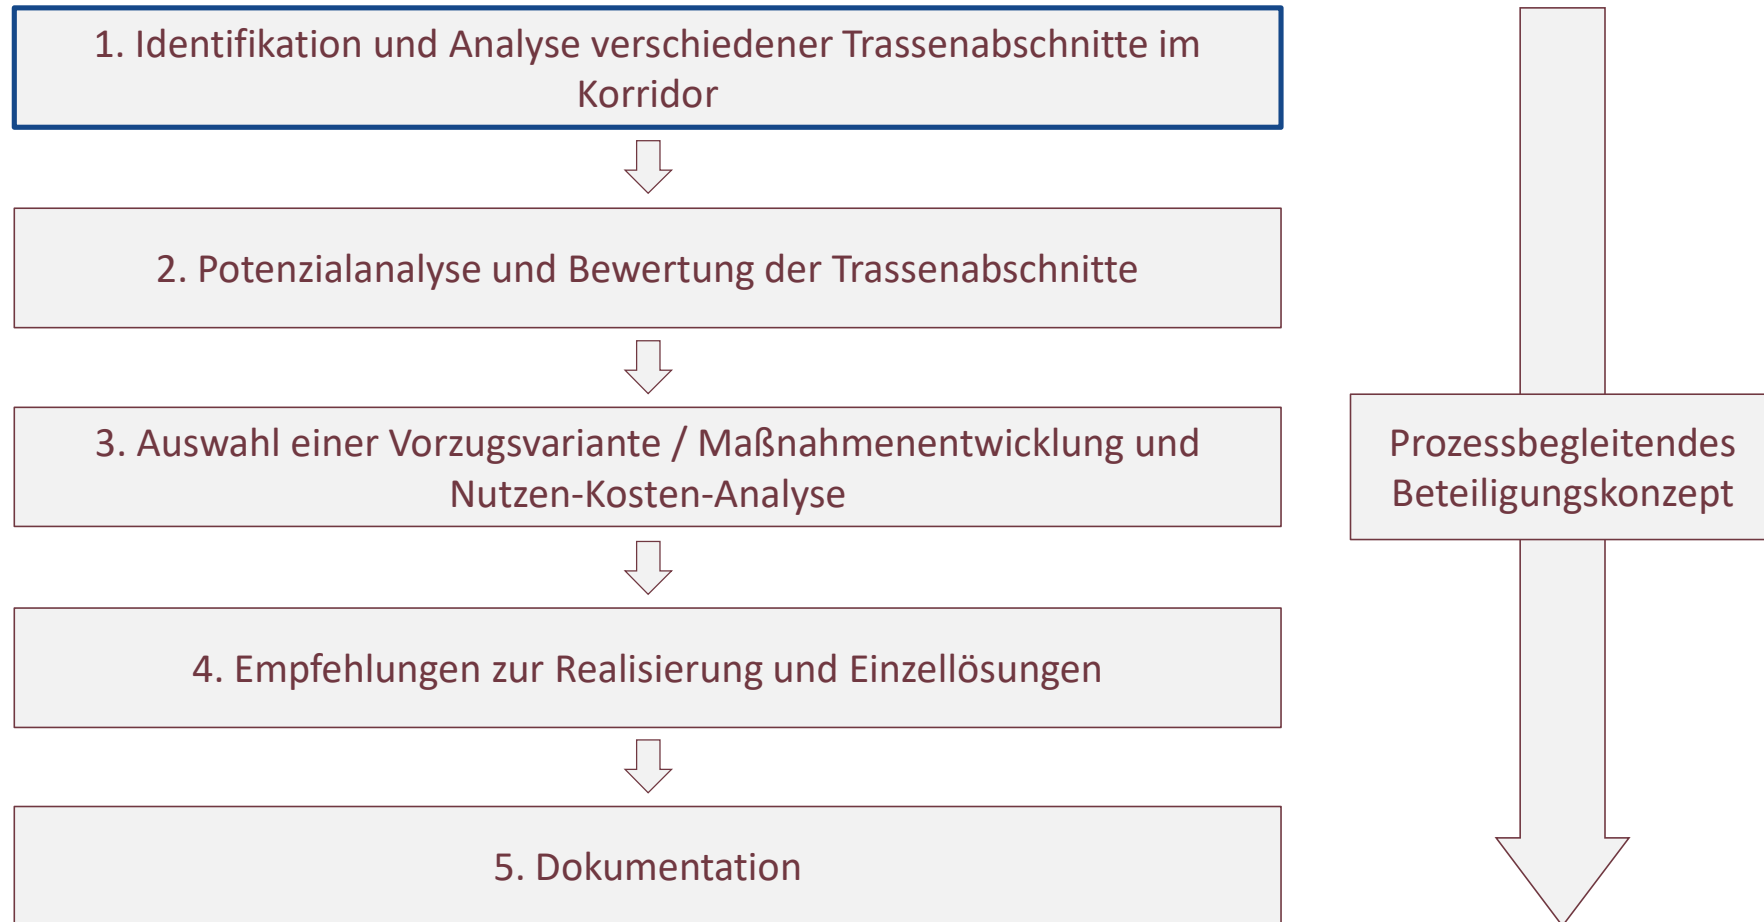 1. Identifikation und Analyse verschiedener Trassenabschnitte im
Korridor
2. Potenzialanalyse und Bewertung der Trassenabschnitte
3. Auswahl einer Vorzugsvariante / Maßnahmenentwicklung und
Nutzen-Kosten-Analyse
4. Empfehlungen zur Realisierung und Einzellösungen
5. Dokumentation
Prozessbegleitendes
Beteiligungskonzept